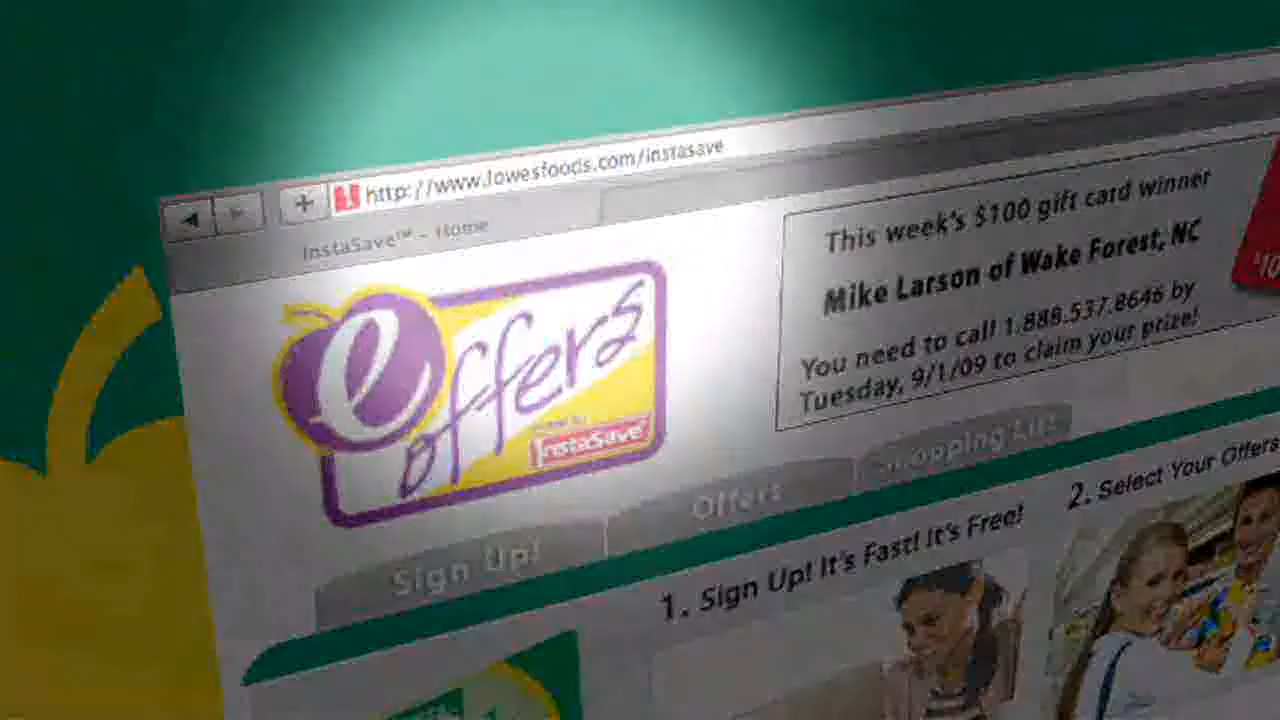 http://www.lowesfoods.com/instasave
InstaSave™ - Home
This week's $100 gift card winner
Mike Larson of Wake Forest, NC
You need to call 1.888.537.8646 by
Tuesday, 9/1/09 to claim your prize!
e offers
InstaSave
Sign Up!
Offers
Shopping List
1. Sign Up! It's Fast! It's Free!
2. Select Your Offers